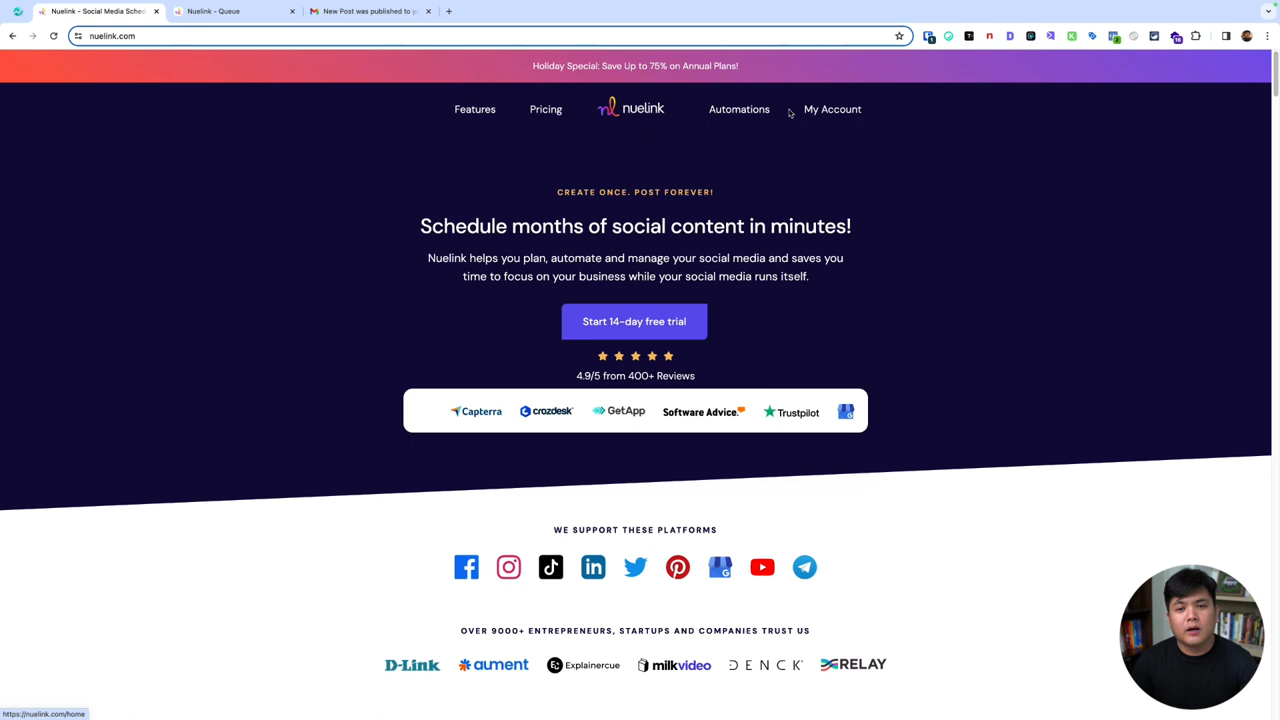 Nuelink - Social Media Sched
Nuelink - Queue
New Post was published to y
nuelink.com
Holiday Special: Save Up to 75% on Annual Plans!
Features
Pricing
nuelink
Automations
My Account
CREATE ONCE. POST FOREVER!
Schedule months of social content in minutes!
Nuelink helps you plan, automate and manage your social media and saves you
time to focus on your business while your social media runs itself.
Start 14-day free trial
4.9/5 from 400+ Reviews
Capterra
crozdesk
GetApp
Software Advice
Trustpilot
WE SUPPORT THESE PLATFORMS
OVER 9000+ ENTREPRENEURS, STARTUPS AND COMPANIES TRUST US
D-Link
aument
Explainercue
milkvideo
DENCK
RELAY
https://nuelink.com/home